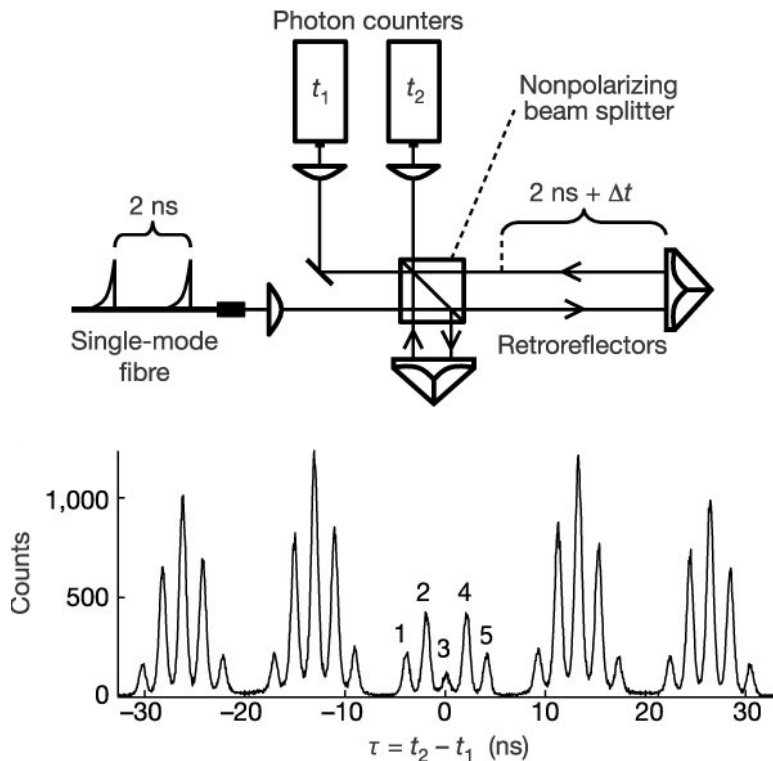 Photon counters
t1
t2
Nonpolarizing
beam splitter
2 ns
2 ns + Δt
Single-mode
fibre
Retroreflectors
Counts
1,000
500
0
1
2
3
4
5
−30
−20
−10
0
10
20
30
τ = t2 − t1 (ns)